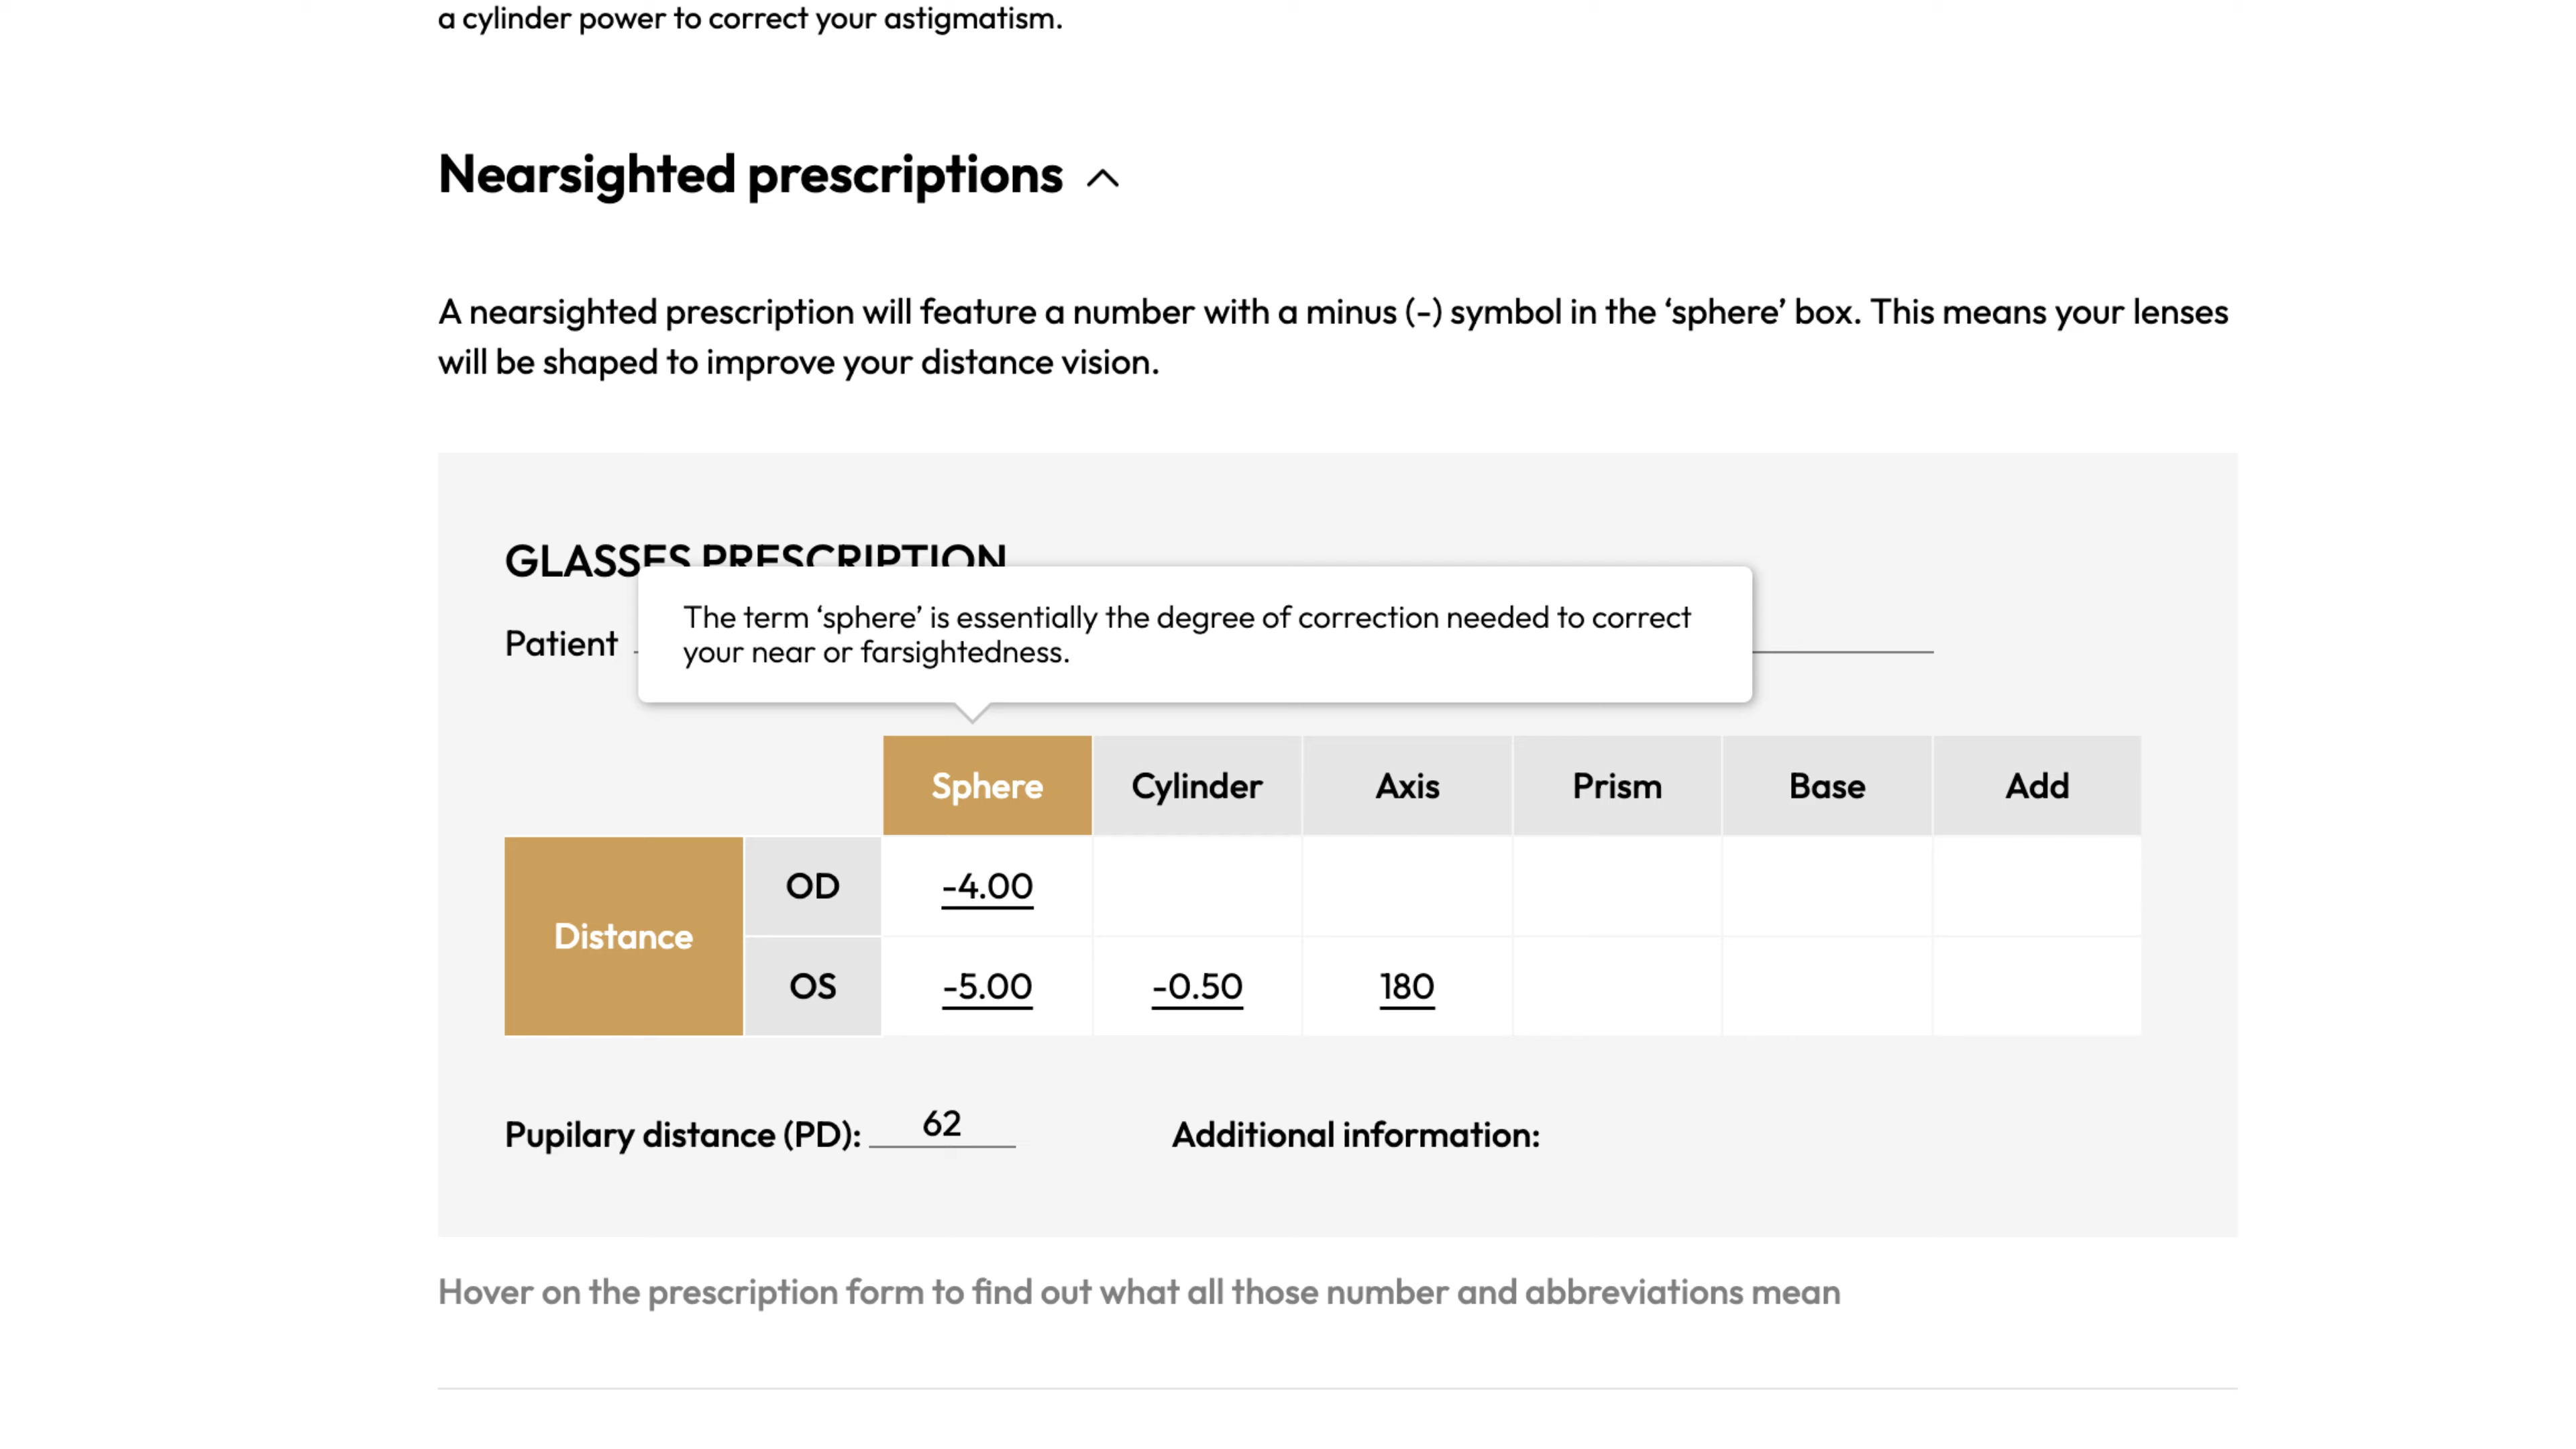 a cylinder power to correct your astigmatism.
Nearsighted prescriptions
A nearsighted prescription will feature a number with a minus (-) symbol in the ‘sphere’ box. This means your lenses
will be shaped to improve your distance vision.
GLASSES PRESCRIPTION
The term ‘sphere’ is essentially the degree of correction needed to correct
your near or farsightedness.
Patient
Sphere Cylinder Axis Prism Base Add
Distance
OD -4.00
OS -5.00 -0.50 180
Pupilary distance (PD): 62 Additional information:
Hover on the prescription form to find out what all those number and abbreviations mean